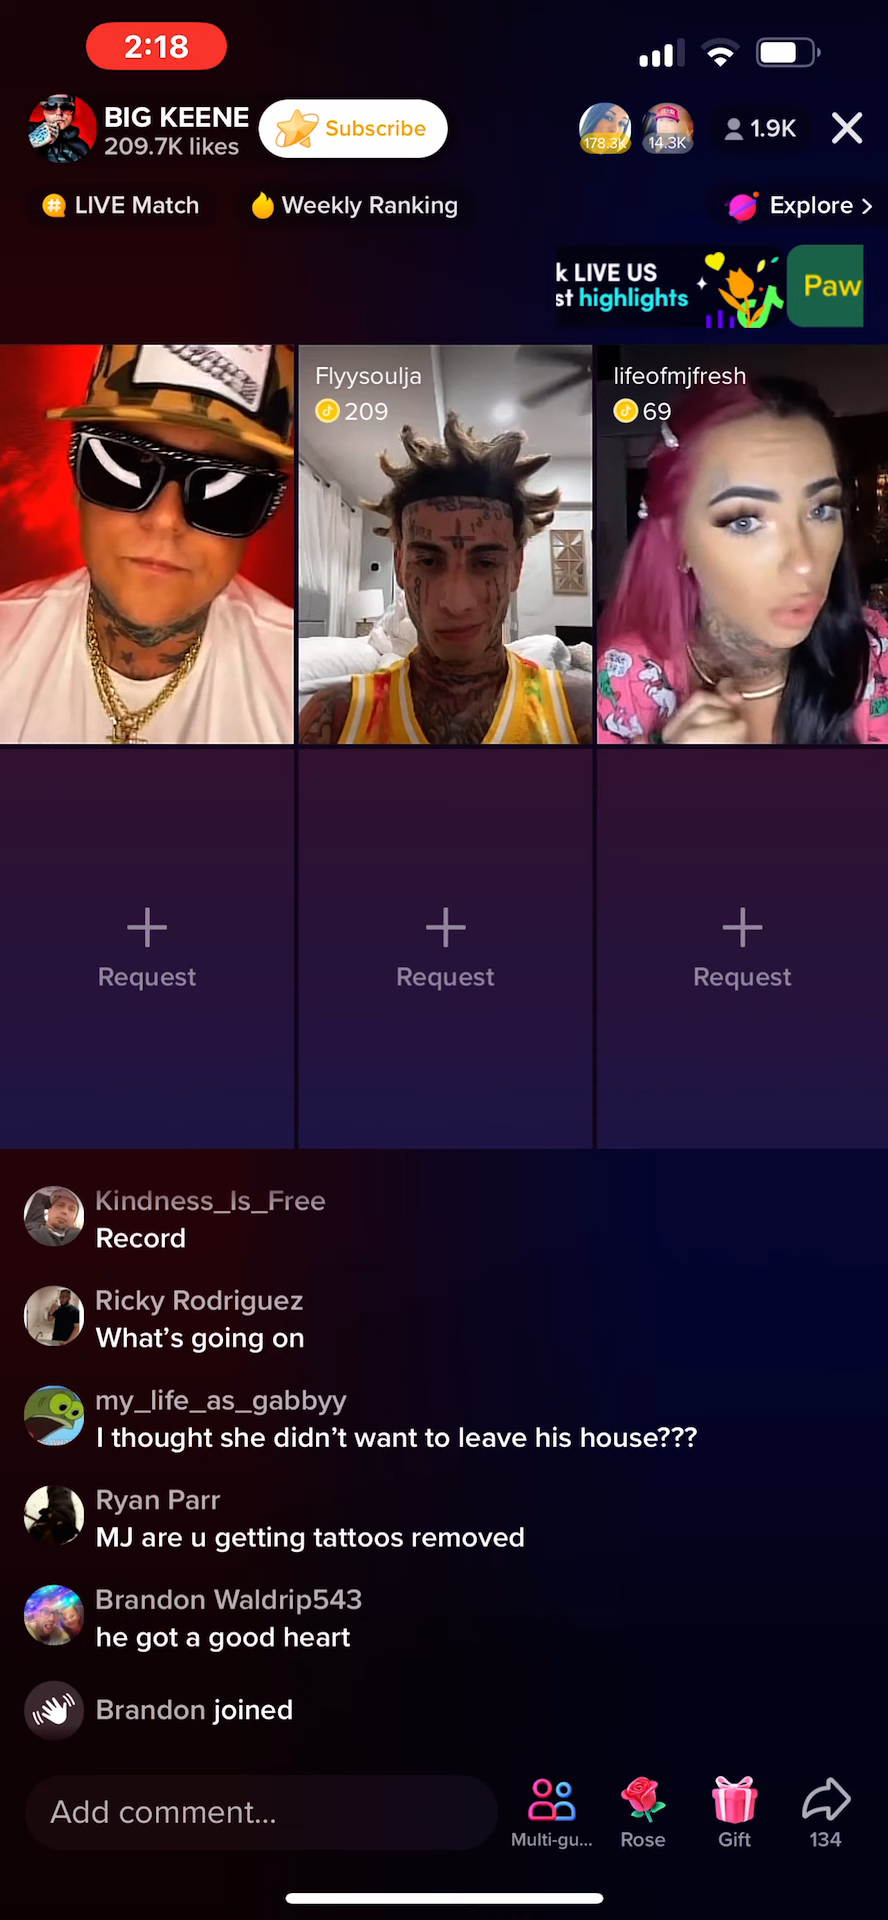 2:18
BIG KEENE
209.7K likes
Subscribe
178.3K
14.3K
1.9K
LIVE Match
Weekly Ranking
Explore >
k LIVE US
st highlights
Paw
Flyysoulja
209
lifeofmjfresh
69
Request
Request
Request
Kindness_Is_Free
Record
Ricky Rodriguez
What's going on
my_life_as_gabbyy
I thought she didn't want to leave his house???
Ryan Parr
MJ are u getting tattoos removed
Brandon Waldrip543
he got a good heart
Brandon joined
Add comment...
Multi-gu...
Rose
Gift
134